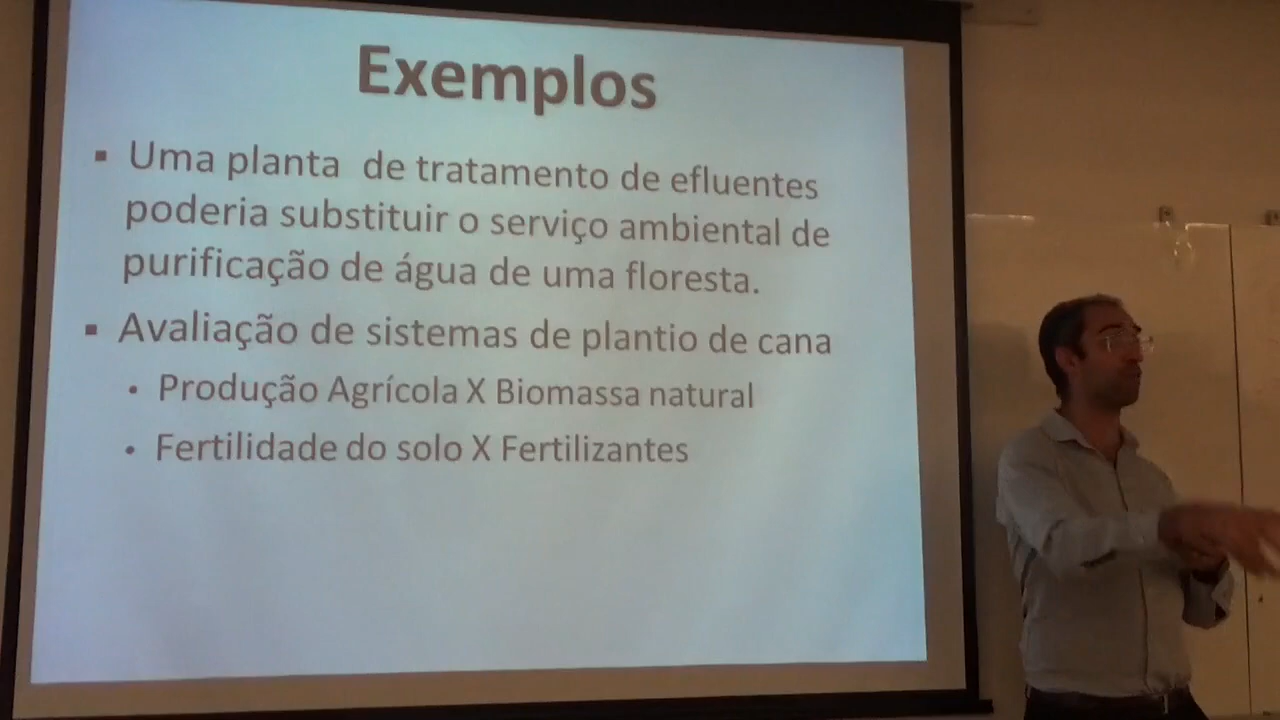 Exemplos
▪ Uma planta de tratamento de efluentes
poderia substituir o serviço ambiental de
purificação de água de uma floresta.
▪ Avaliação de sistemas de plantio de cana
• Produção Agrícola X Biomassa natural
• Fertilidade do solo X Fertilizantes